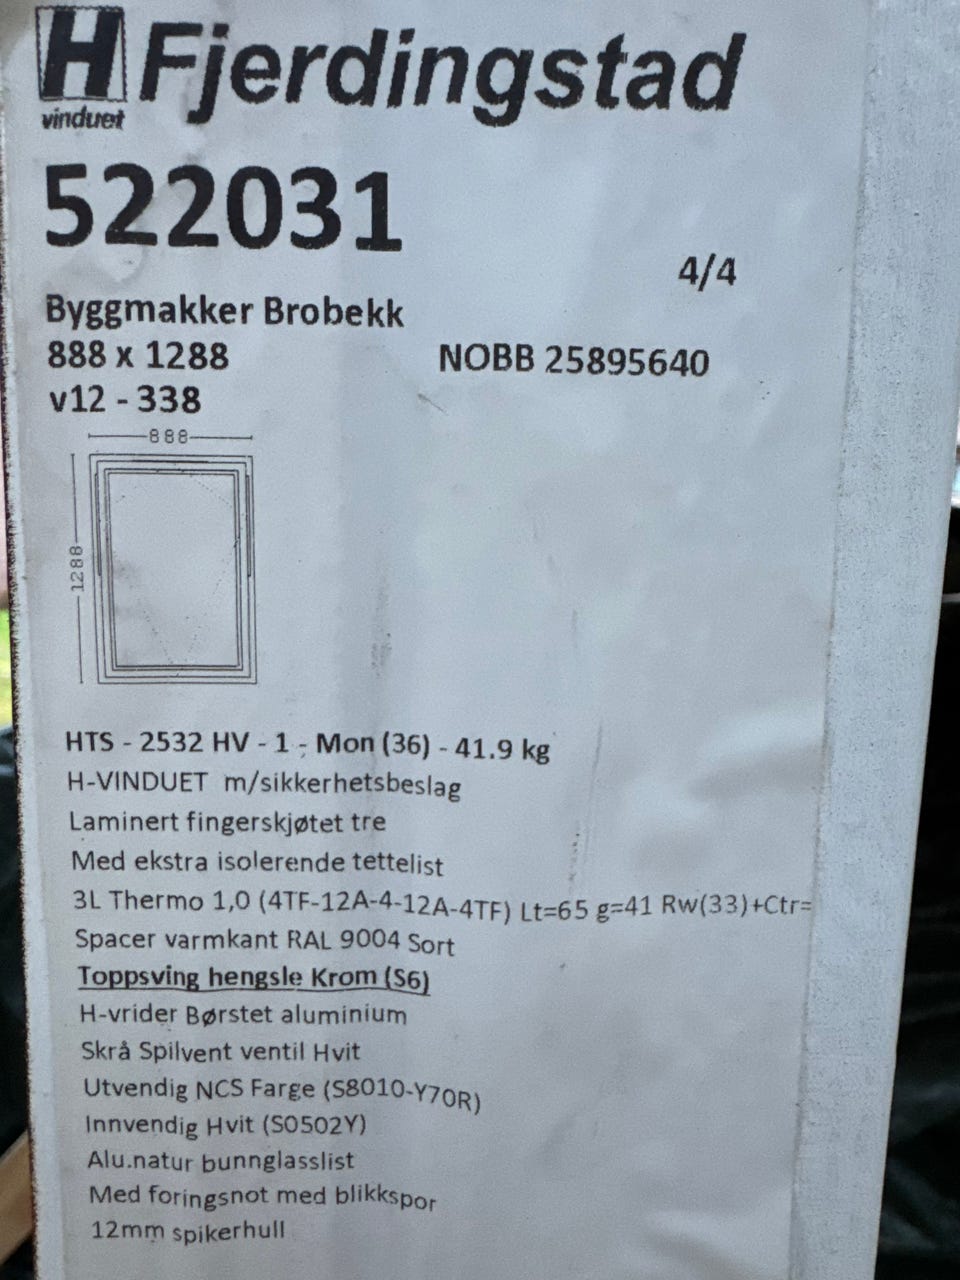 H Fjerdingstad
vinduet
522031
4/4
Byggmakker Brobekk
888 x 1288 NOBB 25895640
v12 - 338
888
1288
HTS - 2532 HV - 1 - Mon (36) - 41.9 kg
H-VINDUET m/sikkerhetsbeslag
Laminert fingerskjøtet tre
Med ekstra isolerende tettelist
3L Thermo 1,0 (4TF-12A-4-12A-4TF) Lt=65 g=41 Rw(33)+Ctr=
Spacer varmkant RAL 9004 Sort
Toppsving hengsle Krom (S6)
H-vrider Børstet aluminium
Skrå Spilvent ventil Hvit
Utvendig NCS Farge (S8010-Y70R)
Innvendig Hvit (S0502Y)
Alu.natur bunnglasslist
Med foringsnot med blikkspor
12mm spikerhull